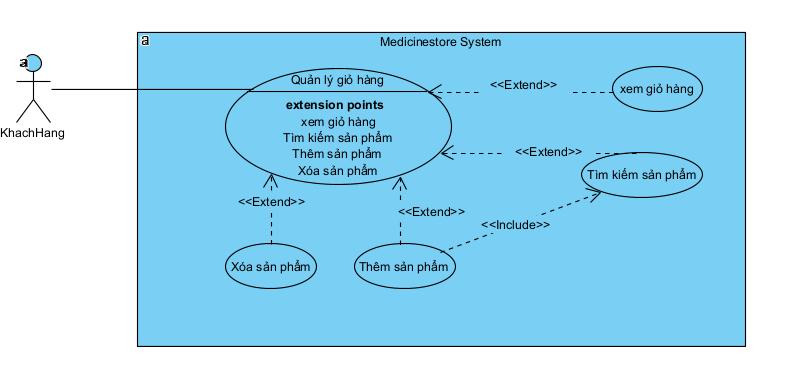 a
Medicinestore System
a
KhachHang
Quản lý giỏ hàng
extension points
xem giỏ hàng
Tìm kiếm sản phẩm
Thêm sản phẩm
Xóa sản phẩm
<<Extend>>
xem giỏ hàng
<<Extend>>
Tìm kiếm sản phẩm
<<Extend>>
<<Extend>>
<<Include>>
Xóa sản phẩm
Thêm sản phẩm